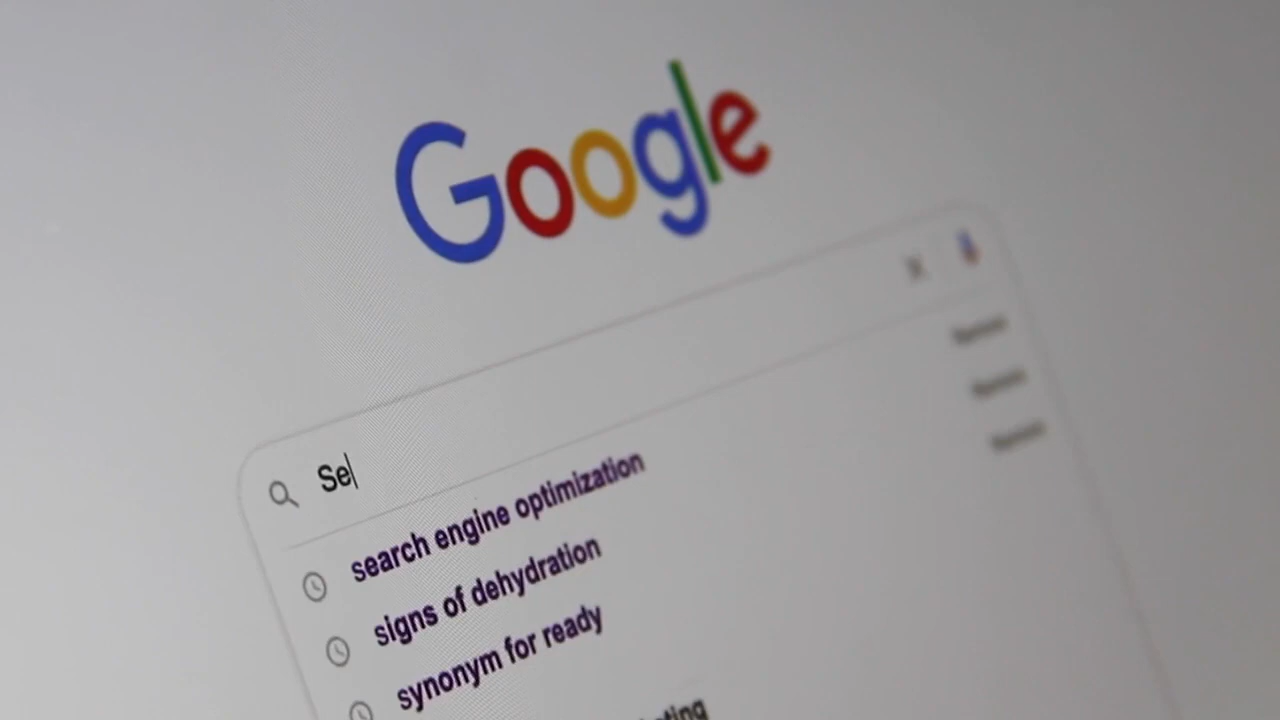 Google
Se
search engine optimization
signs of dehydration
synonym for ready